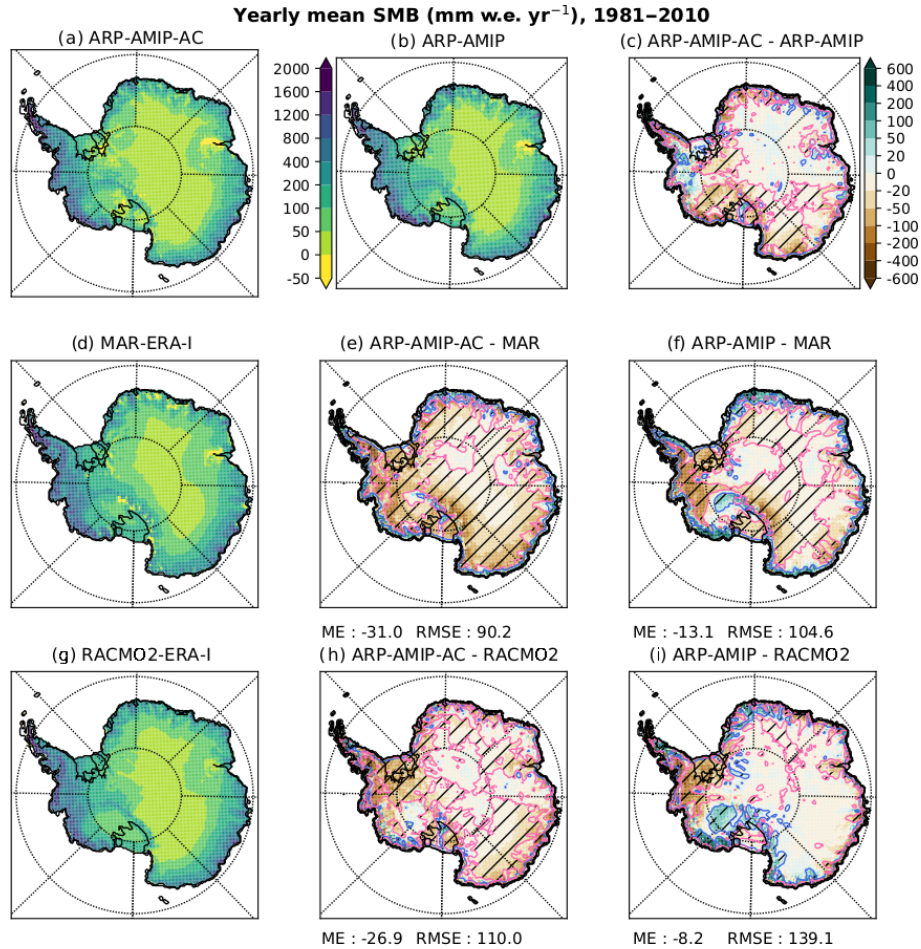 Yearly mean SMB (mm w.e. yr⁻¹), 1981–2010
(a) ARP-AMIP-AC
(b) ARP-AMIP
(c) ARP-AMIP-AC - ARP-AMIP
2000
1600
1200
800
400
200
100
50
0
-50
600
400
200
100
50
20
0
-20
-50
-100
-200
-400
-600
(d) MAR-ERA-I
(e) ARP-AMIP-AC - MAR
(f) ARP-AMIP - MAR
ME : -31.0 RMSE : 90.2
ME : -13.1 RMSE : 104.6
(g) RACMO2-ERA-I
(h) ARP-AMIP-AC - RACMO2
(i) ARP-AMIP - RACMO2
ME : -26.9 RMSE : 110.0
ME : -8.2 RMSE : 139.1